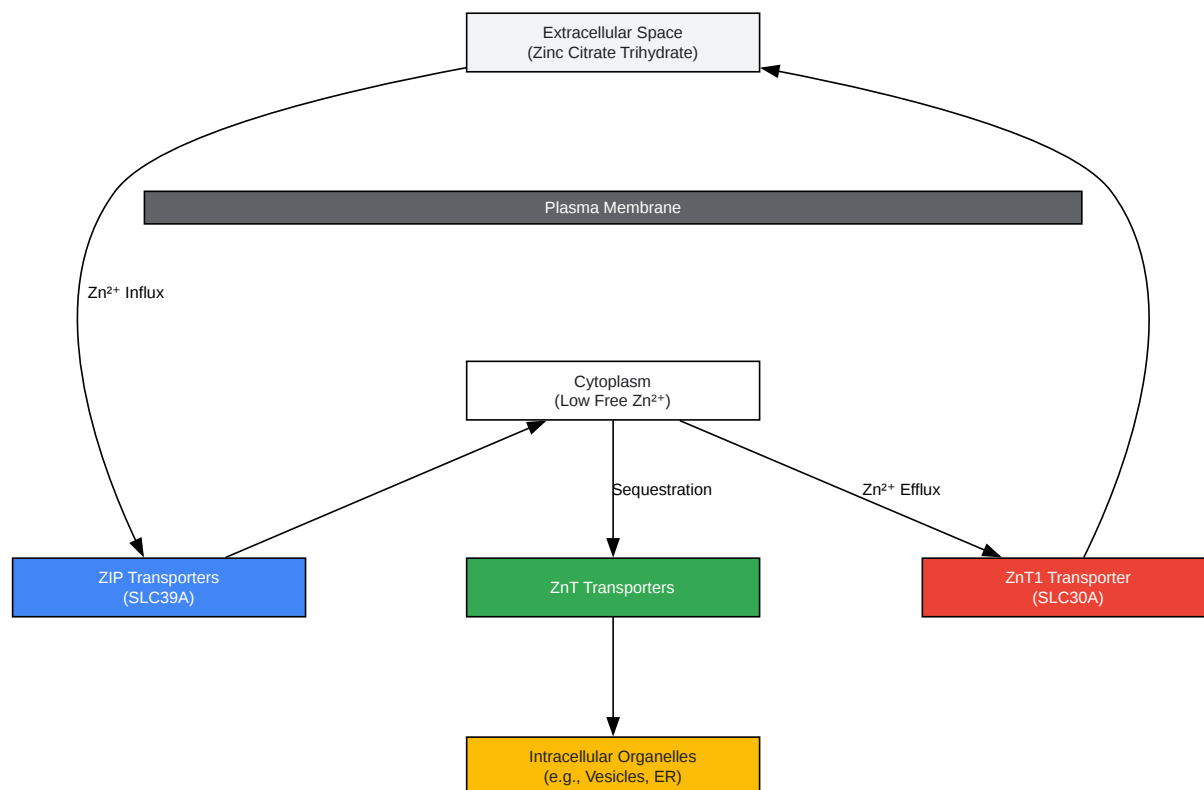 Extracellular Space
(Zinc Citrate Trihydrate)
Plasma Membrane
Zn²⁺ Influx
Cytoplasm
(Low Free Zn²⁺)
Sequestration
Zn²⁺ Efflux
ZIP Transporters
(SLC39A)
ZnT Transporters
ZnT1 Transporter
(SLC30A)
Intracellular Organelles
(e.g., Vesicles, ER)